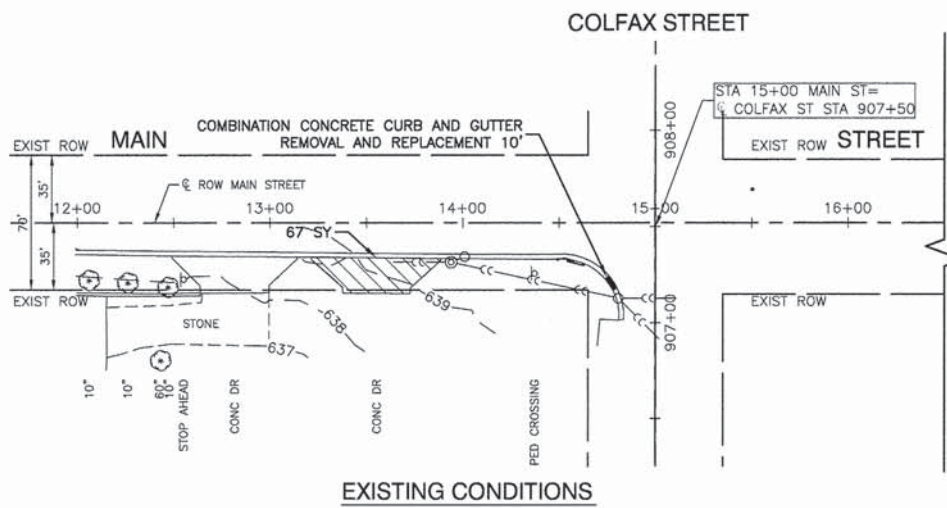 COLFAX STREET
STA 15+00 MAIN ST=
℄ COLFAX ST STA 907+50
COMBINATION CONCRETE CURB AND GUTTER
REMOVAL AND REPLACEMENT 10'
EXIST ROW
MAIN
908+00
EXIST ROW
STREET
35'
70'
℄ ROW MAIN STREET
12+00
13+00
14+00
15+00
16+00
67 SY
35'
EXIST ROW
639
EXIST ROW
907+00
STONE
638
637
10"
10"
60"
10"
STOP AHEAD
CONC DR
CONC DR
PED CROSSING
EXISTING CONDITIONS